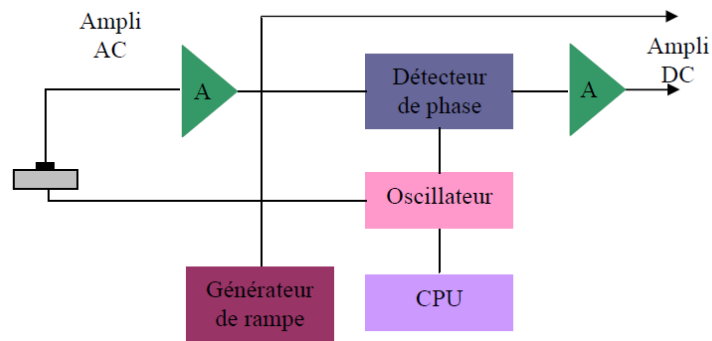 Ampli
AC
A
Détecteur
de phase
A
Ampli
DC
Oscillateur
Générateur
de rampe
CPU